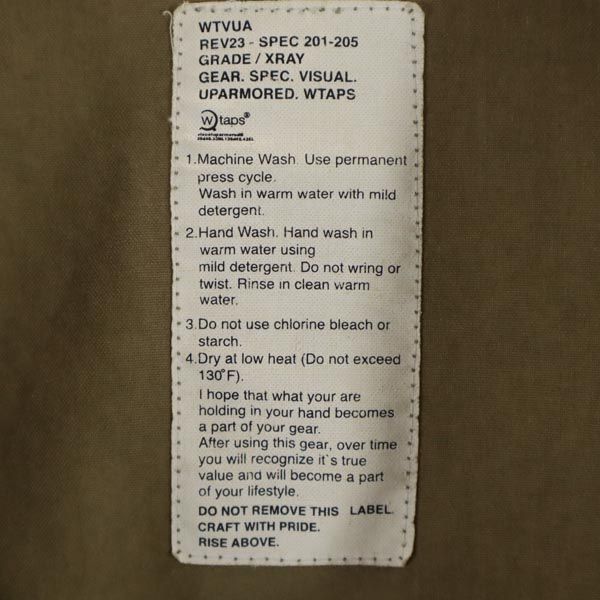 WTVUA
REV23 - SPEC 201-205
GRADE / XRAY
GEAR. SPEC. VISUAL.
UPARMORED. WTAPS
Wtaps®
1.Machine Wash. Use permanent
press cycle.
Wash in warm water with mild
detergent.
2.Hand Wash. Hand wash in
warm water using
mild detergent. Do not wring or
twist. Rinse in clean warm
water.
3.Do not use chlorine bleach or
starch.
4.Dry at low heat (Do not exceed
130°F).
I hope that what your are
holding in your hand becomes
a part of your gear.
After using this gear, over time
you will recognize it`s true
value and will become a part
of your lifestyle.
DO NOT REMOVE THIS LABEL.
CRAFT WITH PRIDE.
RISE ABOVE.